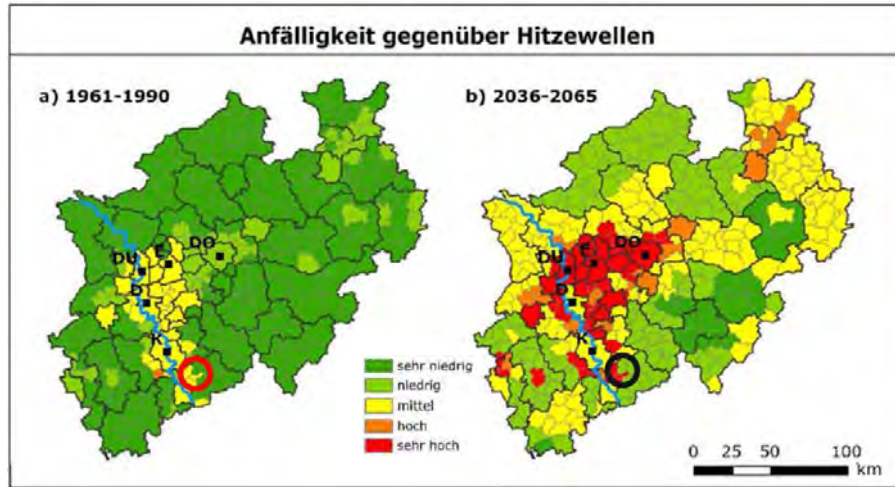 Anfälligkeit gegenüber Hitzewellen
a) 1961-1990
b) 2036-2065
DU
E
DO
D
K
DU
E
DO
D
K
sehr niedrig
niedrig
mittel
hoch
sehr hoch
0 25 50 100
km